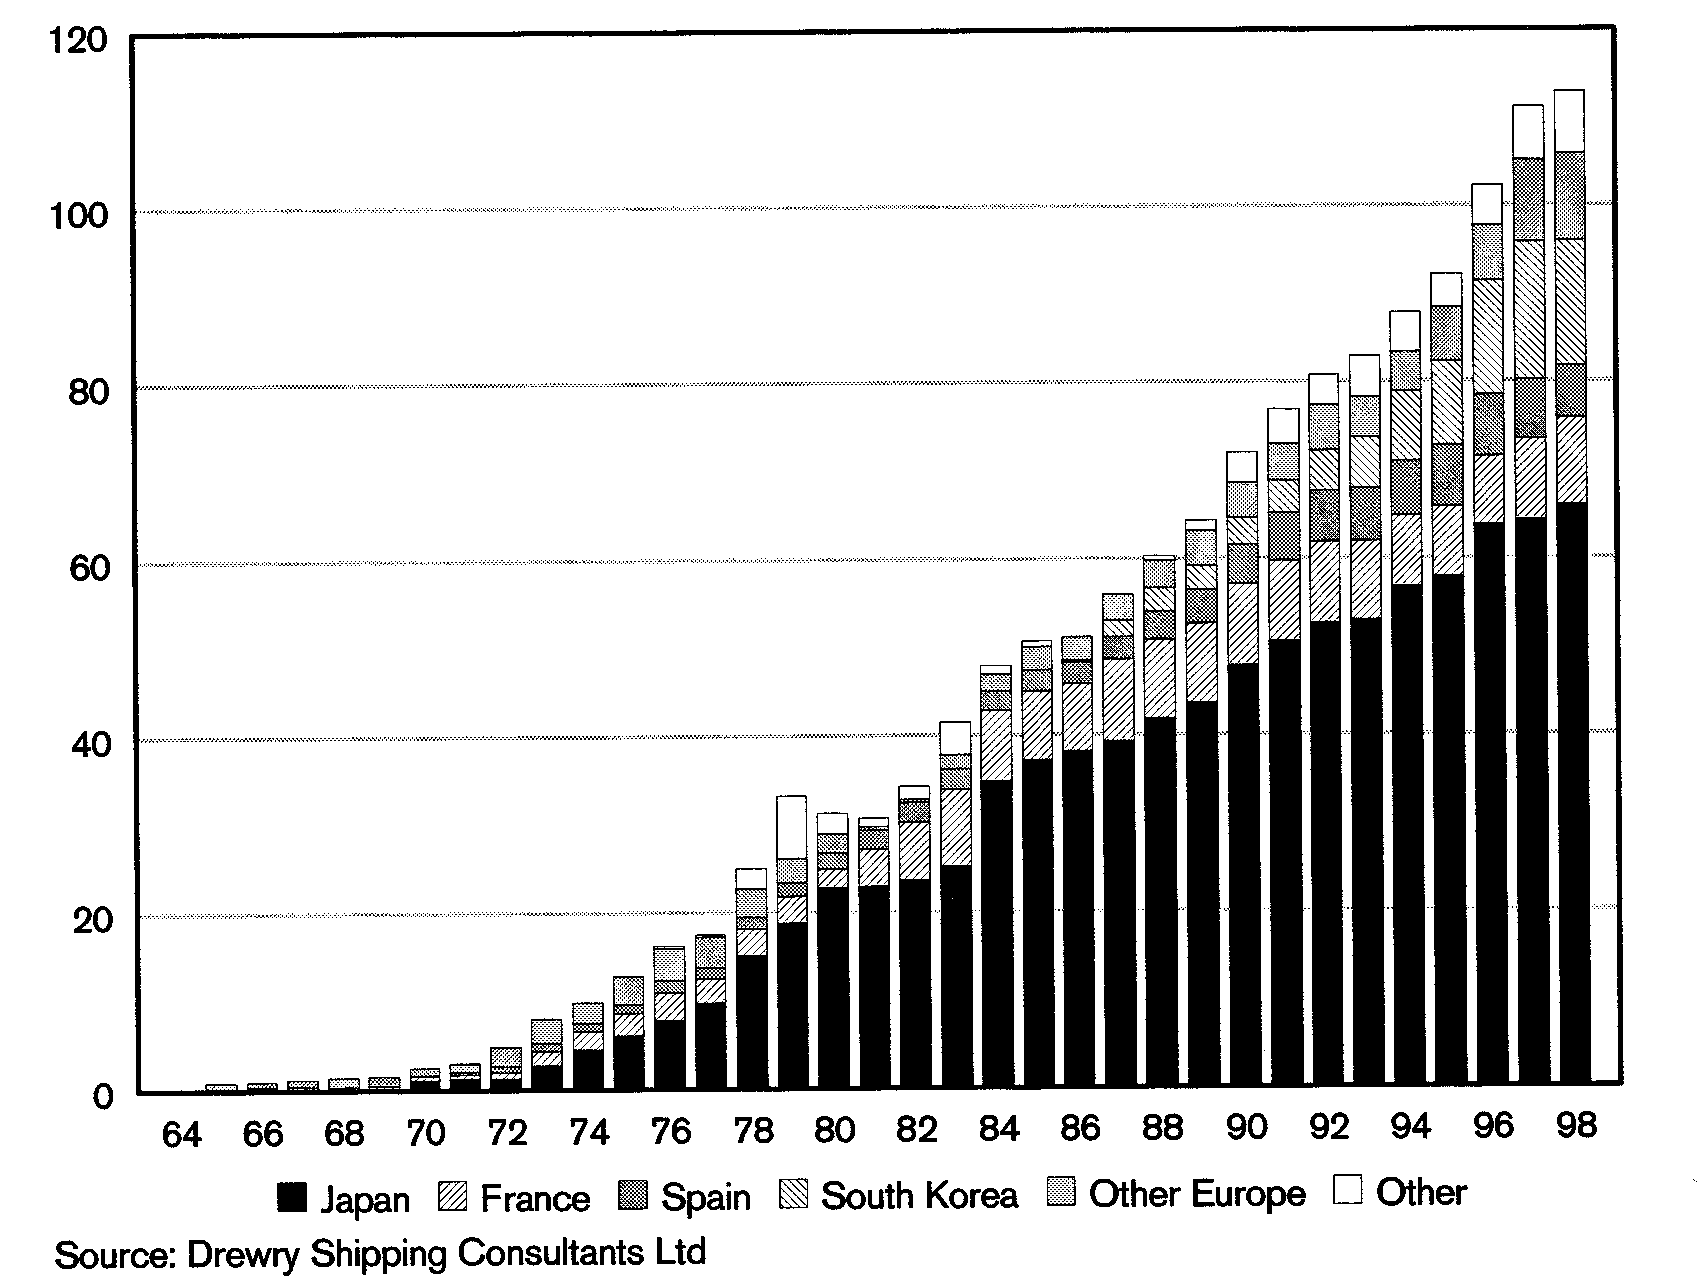 120
100
80
60
40
20
0
64 66 68 70 72 74 76 78 80 82 84 86 88 90 92 94 96 98
Japan France Spain South Korea Other Europe Other
Source: Drewry Shipping Consultants Ltd